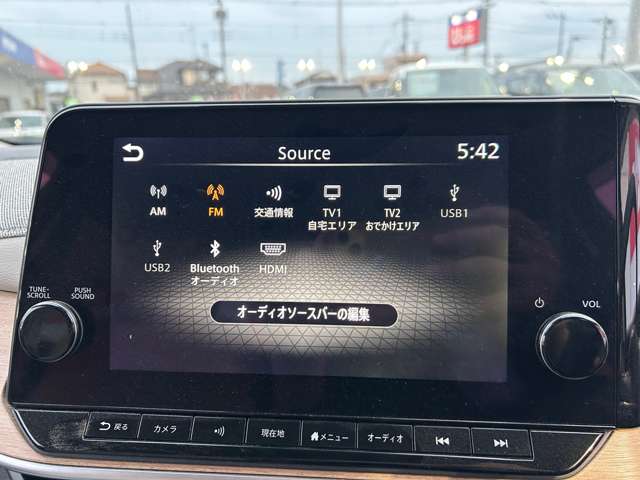 Source
5:42
AM
FM
交通情報
TV1
自宅エリア
TV2
おでかけエリア
USB1
USB2
Bluetooth
オーディオ
HDMI
オーディオソースバーの編集
TUNE·
SCROLL
PUSH
SOUND
VOL
戻る
カメラ
現在地
メニュー
オーディオ